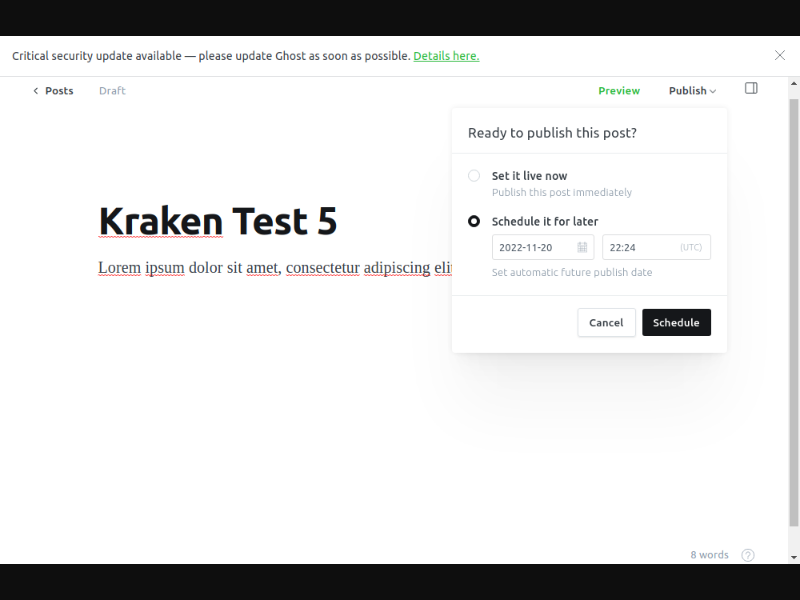 Critical security update available — please update Ghost as soon as possible. Details here.
Posts
Draft
Preview
Publish
Ready to publish this post?
Set it live now
Publish this post immediately
Kraken Test 5
Schedule it for later
2022-11-20
22:24
(UTC)
Lorem ipsum dolor sit amet, consectetur adipiscing elit
Set automatic future publish date
Cancel
Schedule
8 words
?